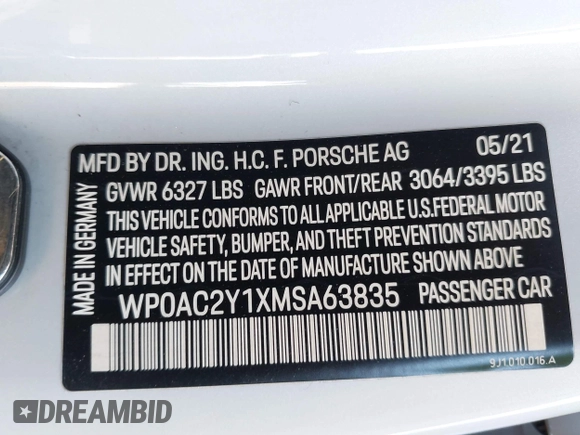 MADE IN GERMANY
MFD BY DR. ING. H.C. F. PORSCHE AG 05/21
GVWR 6327 LBS GAWR FRONT/REAR 3064/3395 LBS
THIS VEHICLE CONFORMS TO ALL APPLICABLE U.S.FEDERAL MOTOR
VEHICLE SAFETY, BUMPER, AND THEFT PREVENTION STANDARDS
IN EFFECT ON THE DATE OF MANUFACTURE SHOWN ABOVE
WP0AC2Y1XMSA63835 PASSENGER CAR
9J1.010.016.A
DREAMBID